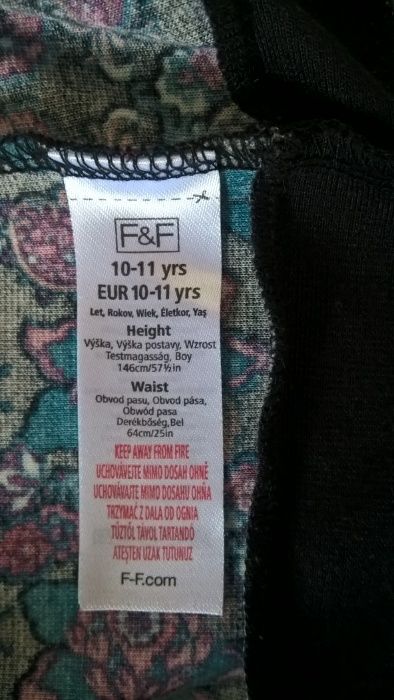 F&F
10-11 yrs
EUR 10-11 yrs
Let, Rokov, Wiek, Életkor, Yaş
Height
Výška, Výška postavy, Wzrost
Testmagasság, Boy
146cm/57½in
Waist
Obvod pasu, Obvod pása,
Obwód pasa
Derékbőség,Bel
64cm/25in
KEEP AWAY FROM FIRE
UCHOVÁVEJTE MIMO DOSAH OHNĚ
UCHOVÁVAJTE MIMO DOSAHU OHŇA
TRZYMAĆ Z DALA OD OGNIA
TŰZTŐL TÁVOL TARTANDÓ
ATEŞTEN UZAK TUTUNUZ
F-F.com